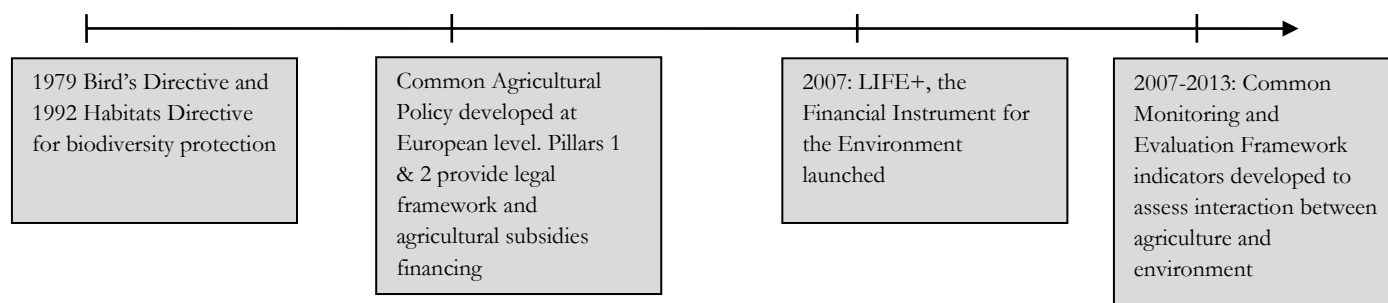 1979 Bird’s Directive and
1992 Habitats Directive
for biodiversity protection
Common Agricultural
Policy developed at
European level. Pillars 1
& 2 provide legal
framework and
agricultural subsidies
financing
2007: LIFE+, the
Financial Instrument for
the Environment
launched
2007-2013: Common
Monitoring and
Evaluation Framework
indicators developed to
assess interaction between
agriculture and
environment